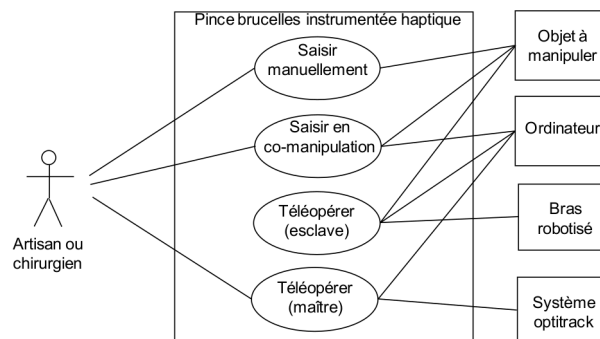 Pince brucelles instrumentée haptique
Saisir
manuellement
Saisir en
co-manipulation
Téléopérer
(esclave)
Téléopérer
(maître)
Artisan ou
chirurgien
Objet à
manipuler
Ordinateur
Bras
robotisé
Système
optitrack